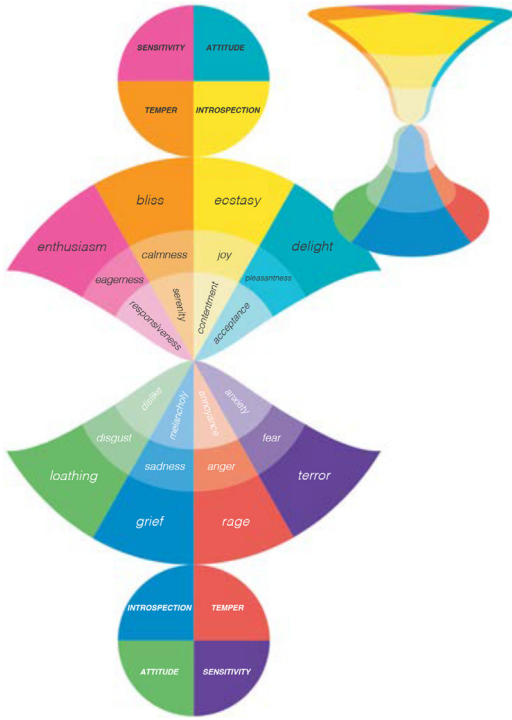 SENSITIVITY
ATTITUDE
TEMPER
INTROSPECTION
bliss
ecstasy
enthusiasm
delight
calmness
joy
eagerness
pleasantness
serenity
contentment
responsiveness
acceptance
dislike
melancholy
annoyance
anxiety
disgust
fear
loathing
sadness
anger
terror
grief
rage
INTROSPECTION
TEMPER
ATTITUDE
SENSITIVITY